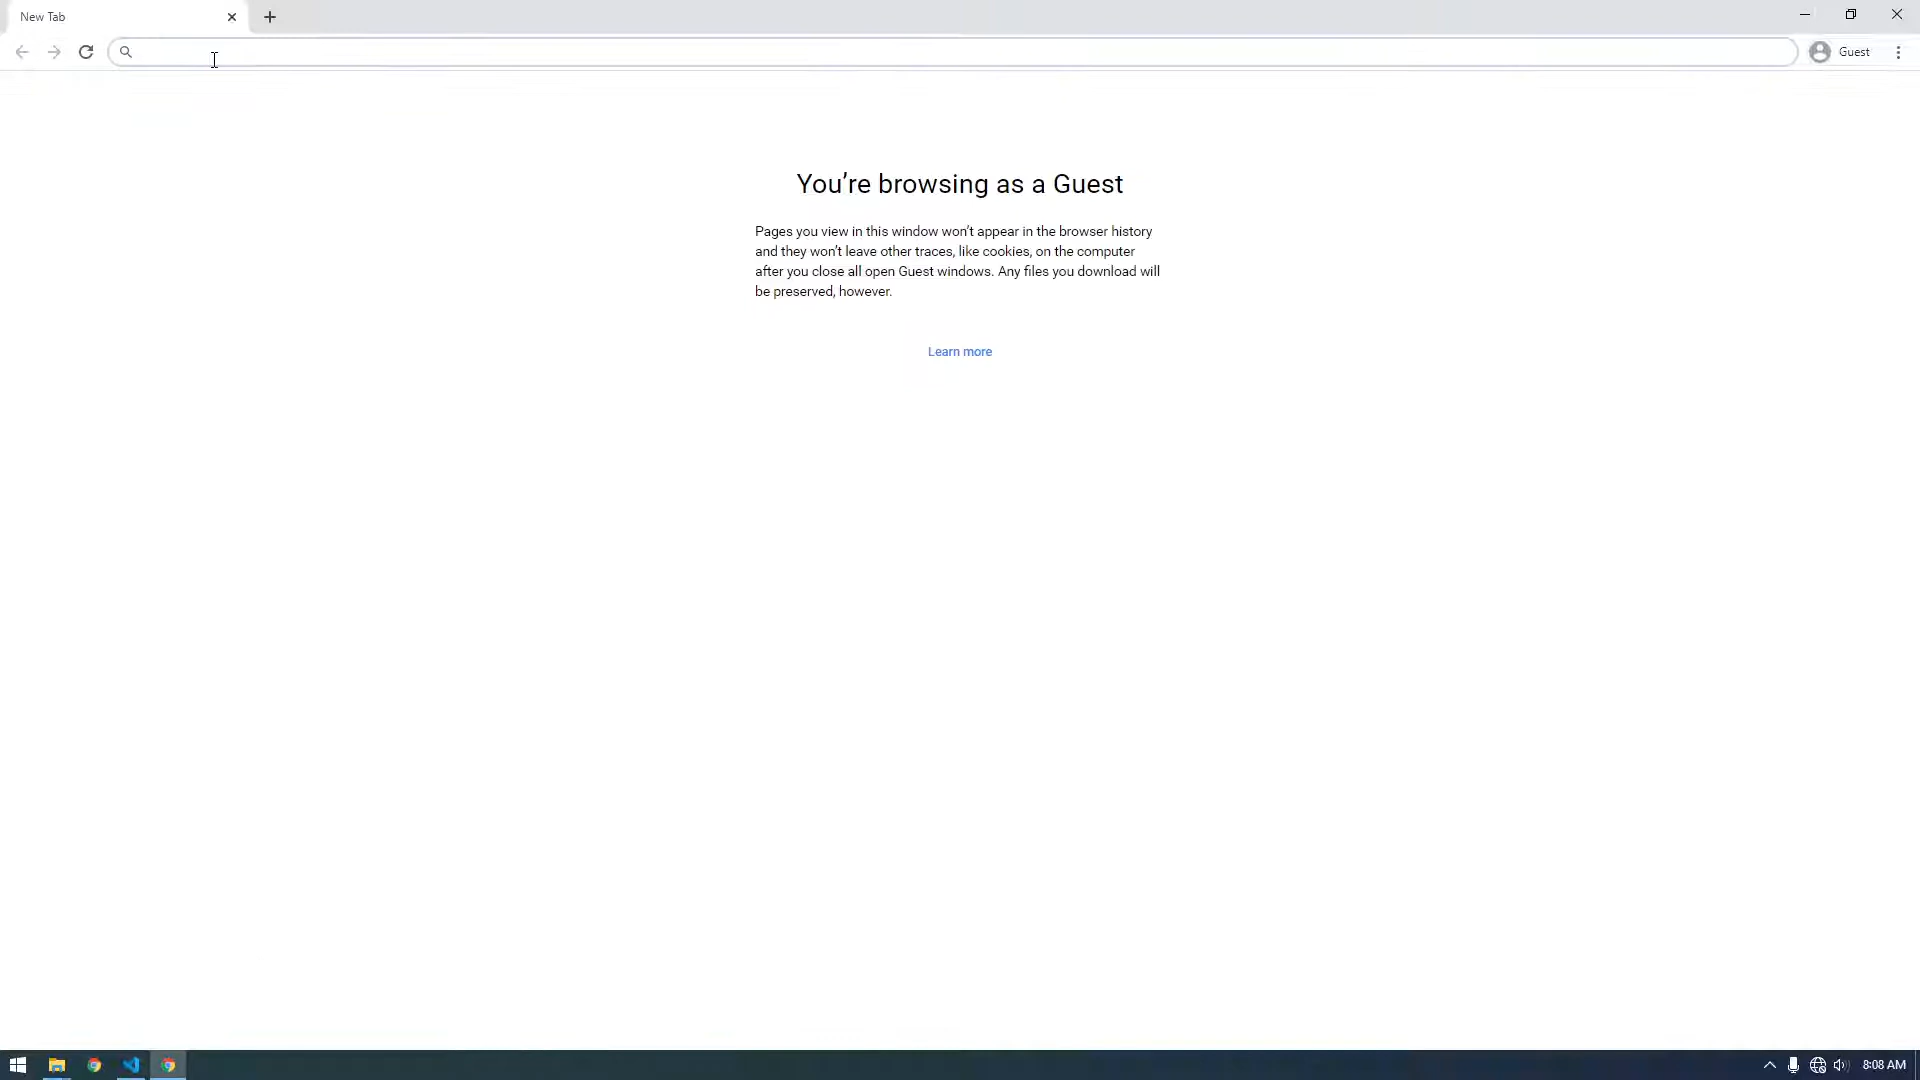 New Tab
Guest
You’re browsing as a Guest
Pages you view in this window won’t appear in the browser history
and they won’t leave other traces, like cookies, on the computer
after you close all open Guest windows. Any files you download will
be preserved, however.
Learn more
8:08 AM